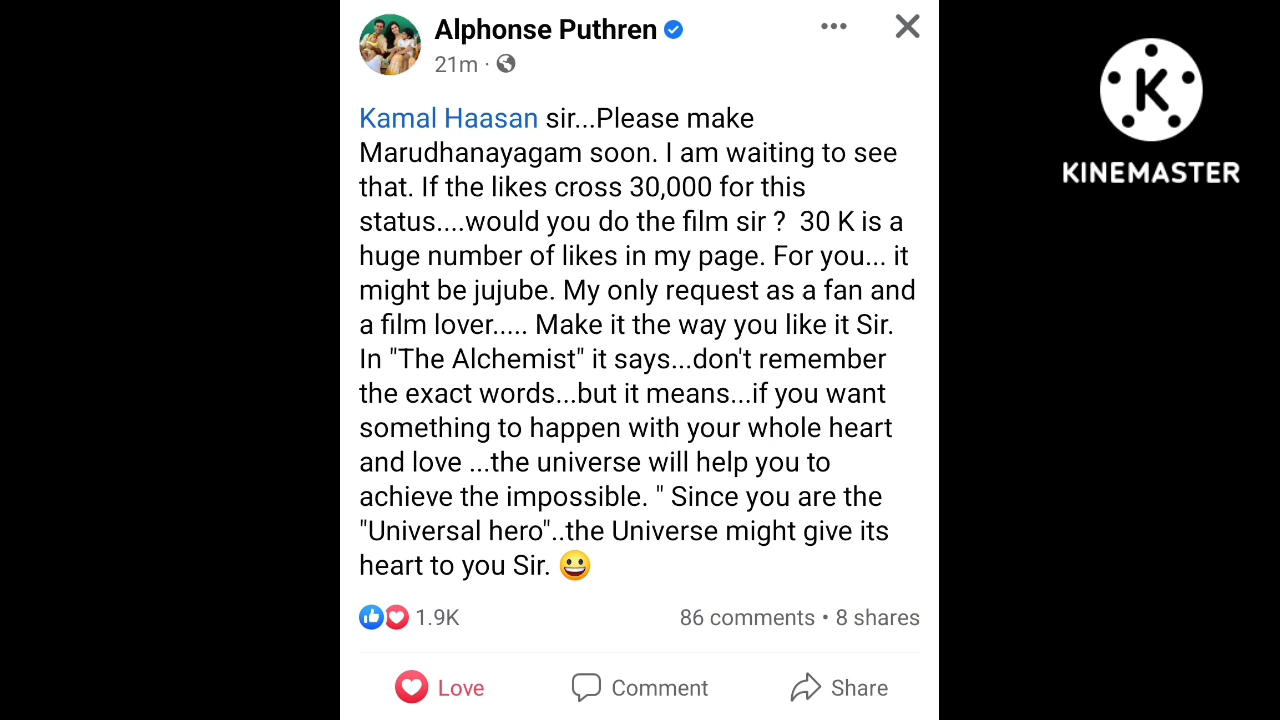 Alphonse Puthren
21m ·
Kamal Haasan sir...Please make
Marudhanayagam soon. I am waiting to see
that. If the likes cross 30,000 for this
status....would you do the film sir ?  30 K is a
huge number of likes in my page. For you... it
might be jujube. My only request as a fan and
a film lover..... Make it the way you like it Sir.
In "The Alchemist" it says...don't remember
the exact words...but it means...if you want
something to happen with your whole heart
and love ...the universe will help you to
achieve the impossible. " Since you are the
"Universal hero"..the Universe might give its
heart to you Sir. 😀
1.9K 86 comments • 8 shares
Love Comment Share
K
KINEMASTER